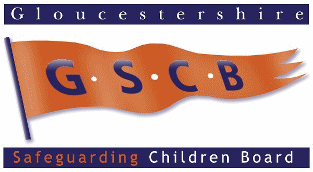 Gloucestershire
G.S.C.B
Safeguarding Children Board